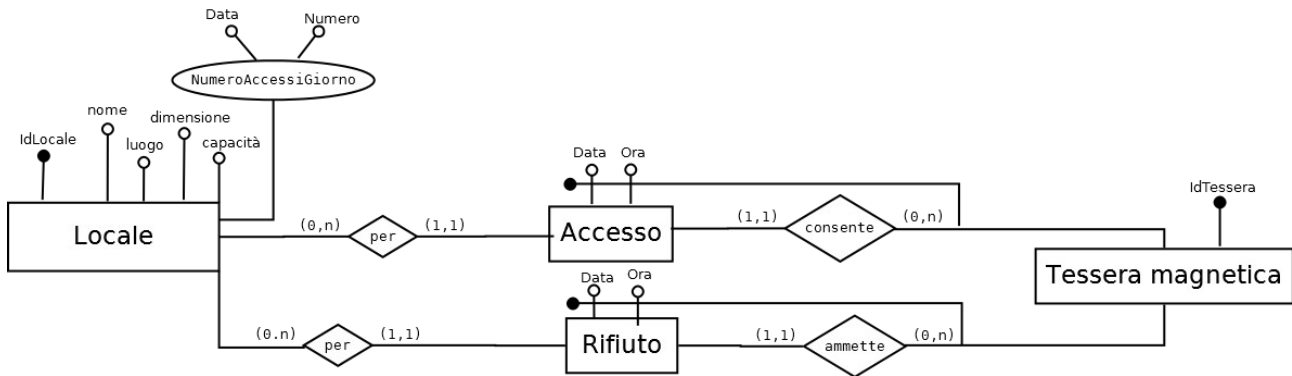 Data
Numero
NumeroAccessiGiorno
nome
dimensione
IdLocale
luogo
capacità
Data
Ora
IdTessera
Locale
(0,n)
per
(1,1)
Accesso
(1,1)
consente
(0,n)
Tessera magnetica
Data
Ora
(0.n)
per
(1,1)
Rifiuto
(1,1)
ammette
(0,n)